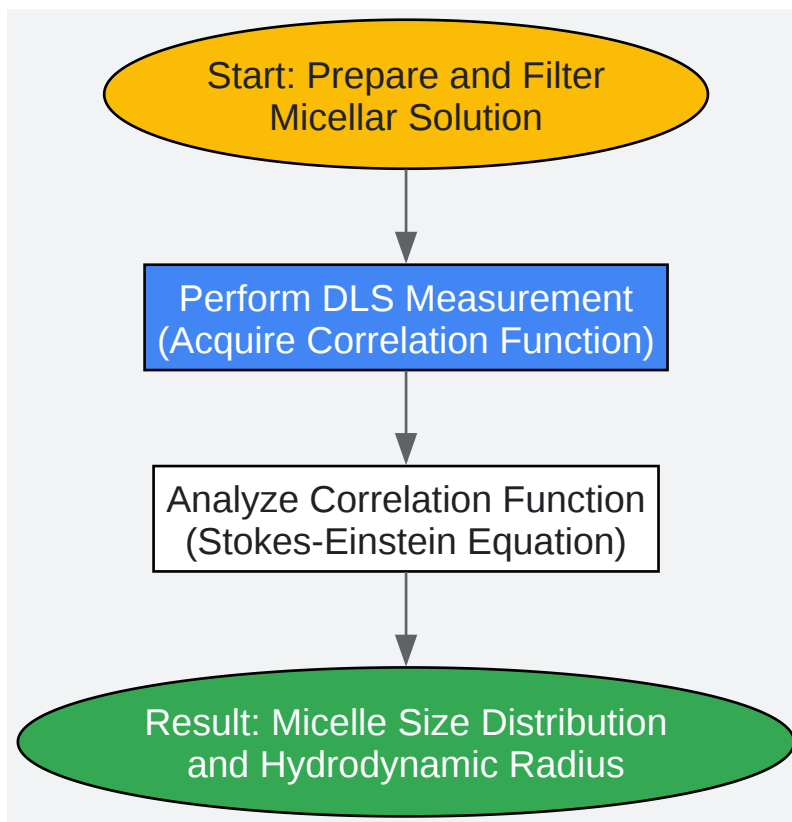 Start: Prepare and Filter
Micellar Solution
Perform DLS Measurement
(Acquire Correlation Function)
Analyze Correlation Function
(Stokes-Einstein Equation)
Result: Micelle Size Distribution
and Hydrodynamic Radius